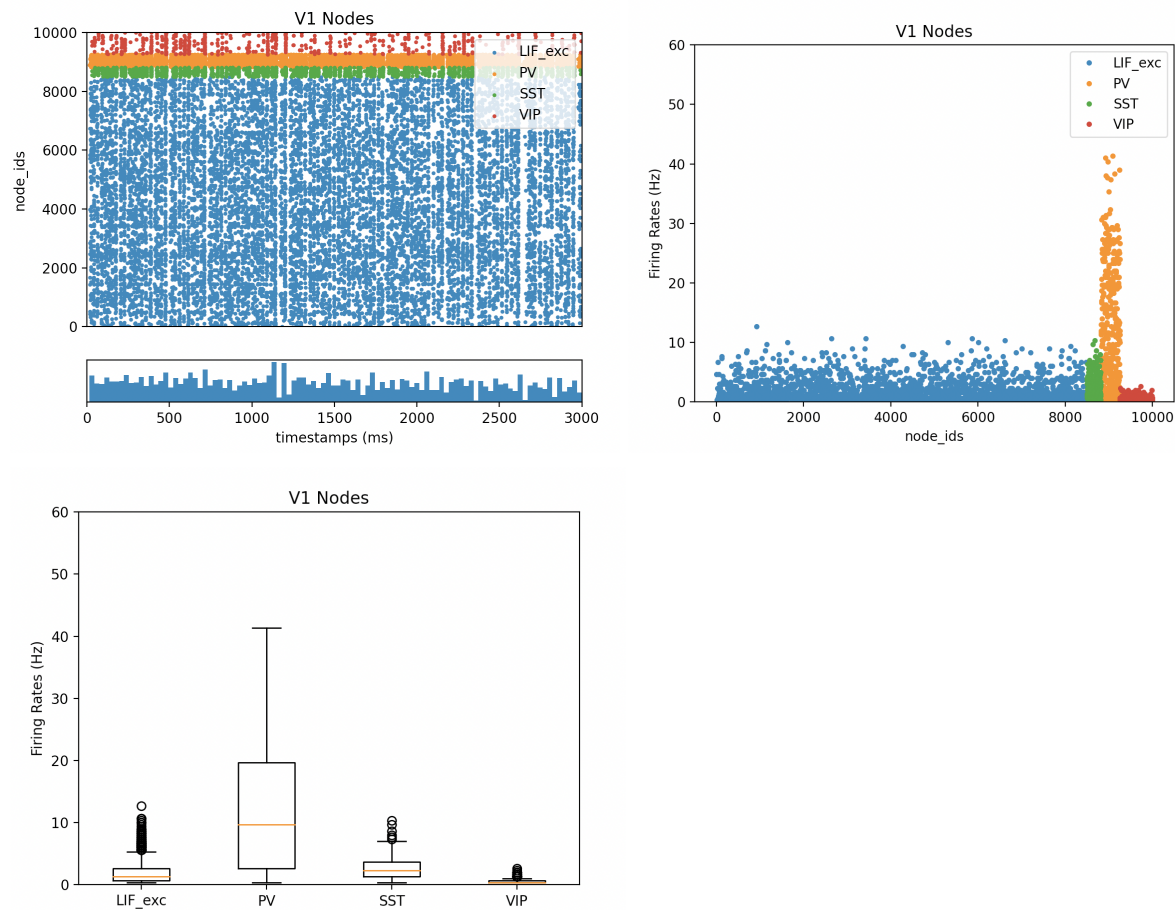 V1 Nodes
10000
8000
6000
4000
2000
0
node_ids
LIF_exc
PV
SST
VIP
0
500
1000
1500
2000
2500
3000
timestamps (ms)
V1 Nodes
60
50
40
30
20
10
0
Firing Rates (Hz)
LIF_exc
PV
SST
VIP
0
2000
4000
6000
8000
10000
node_ids
V1 Nodes
60
50
40
30
20
10
0
Firing Rates (Hz)
LIF_exc
PV
SST
VIP